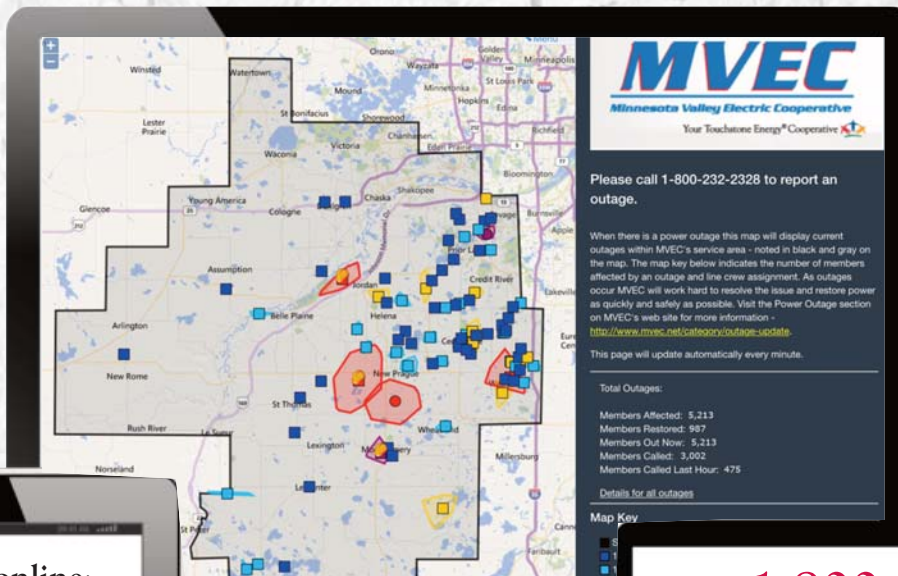 Orono
Golden
Valley
Minneapolis
Winsted
Watertown
Wayzata
St Louis Park
Minnetonka
Mound
Hopkins
Edina
St Bonifacius
Shorewood
Lester
Prairie
Chanhassen
Richfield
Victoria
Eden Prairie
Waconia
Bloomington
Shakopee
Young America
Chaska
Glencoe
Cologne
Burnsville
Apple
Prior L
Assumption
Credit River
Jordan
Lakeville
Belle Plaine
Helena
Arlington
New Prague
New Rome
St Thomas
Rush River
Le Sueur
Lexington
Millersburg
Norseland
St Peter
Faribault
MVEC
Minnesota Valley Electric Cooperative
Your Touchstone Energy® Cooperative
Please call 1-800-232-2328 to report an
outage.
When there is a power outage this map will display current
outages within MVEC's service area - noted in black and gray on
the map. The map key below indicates the number of members
affected by an outage and line crew assignment. As outages
occur MVEC will work hard to resolve the issue and restore power
as quickly and safely as possible. Visit the Power Outage section
on MVEC's web site for more information -
http://www.mvec.net/category/outage-update.
This page will update automatically every minute.
Total Outages:
Members Affected: 5,213
Members Restored: 987
Members Out Now: 5,213
Members Called: 3,002
Members Called Last Hour: 475
Details for all outages
Map Key
online: